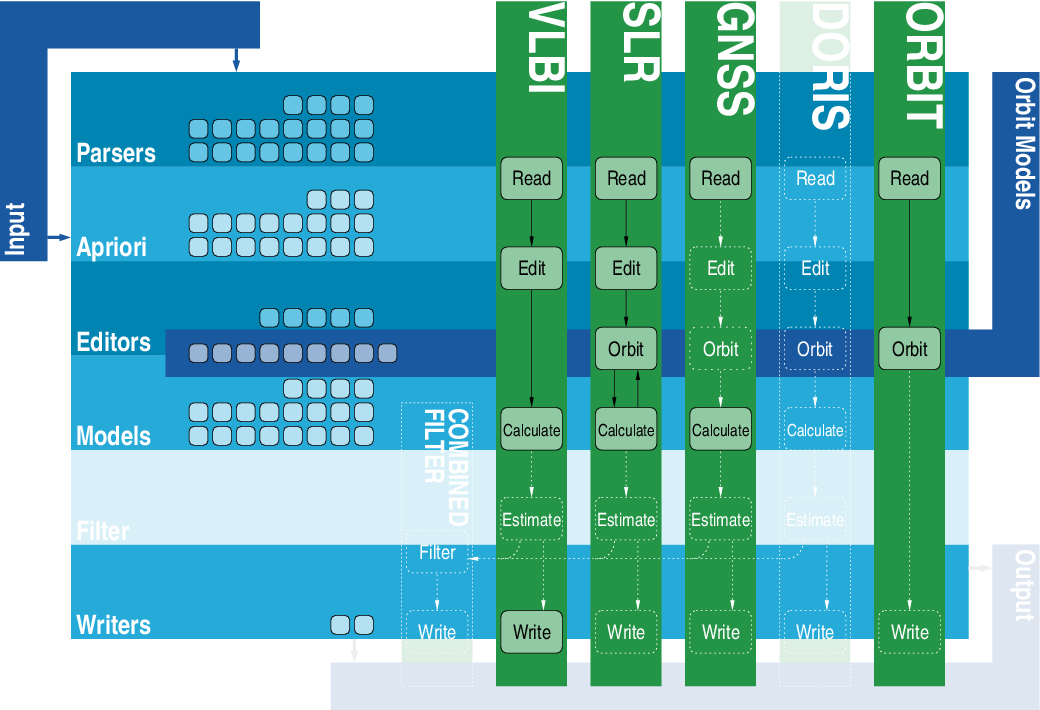 VLBI
SLR
GNSS
DORIS
ORBIT
Input
Orbit Models
Parsers
Read
Read
Read
Read
Read
Apriori
Edit
Edit
Edit
Edit
Editors
Orbit
Orbit
Orbit
Orbit
Models
Calculate
Calculate
Calculate
Calculate
COMBINED
FILTER
Filter
Estimate
Estimate
Estimate
Estimate
Filter
Output
Writers
Write
Write
Write
Write
Write
Write